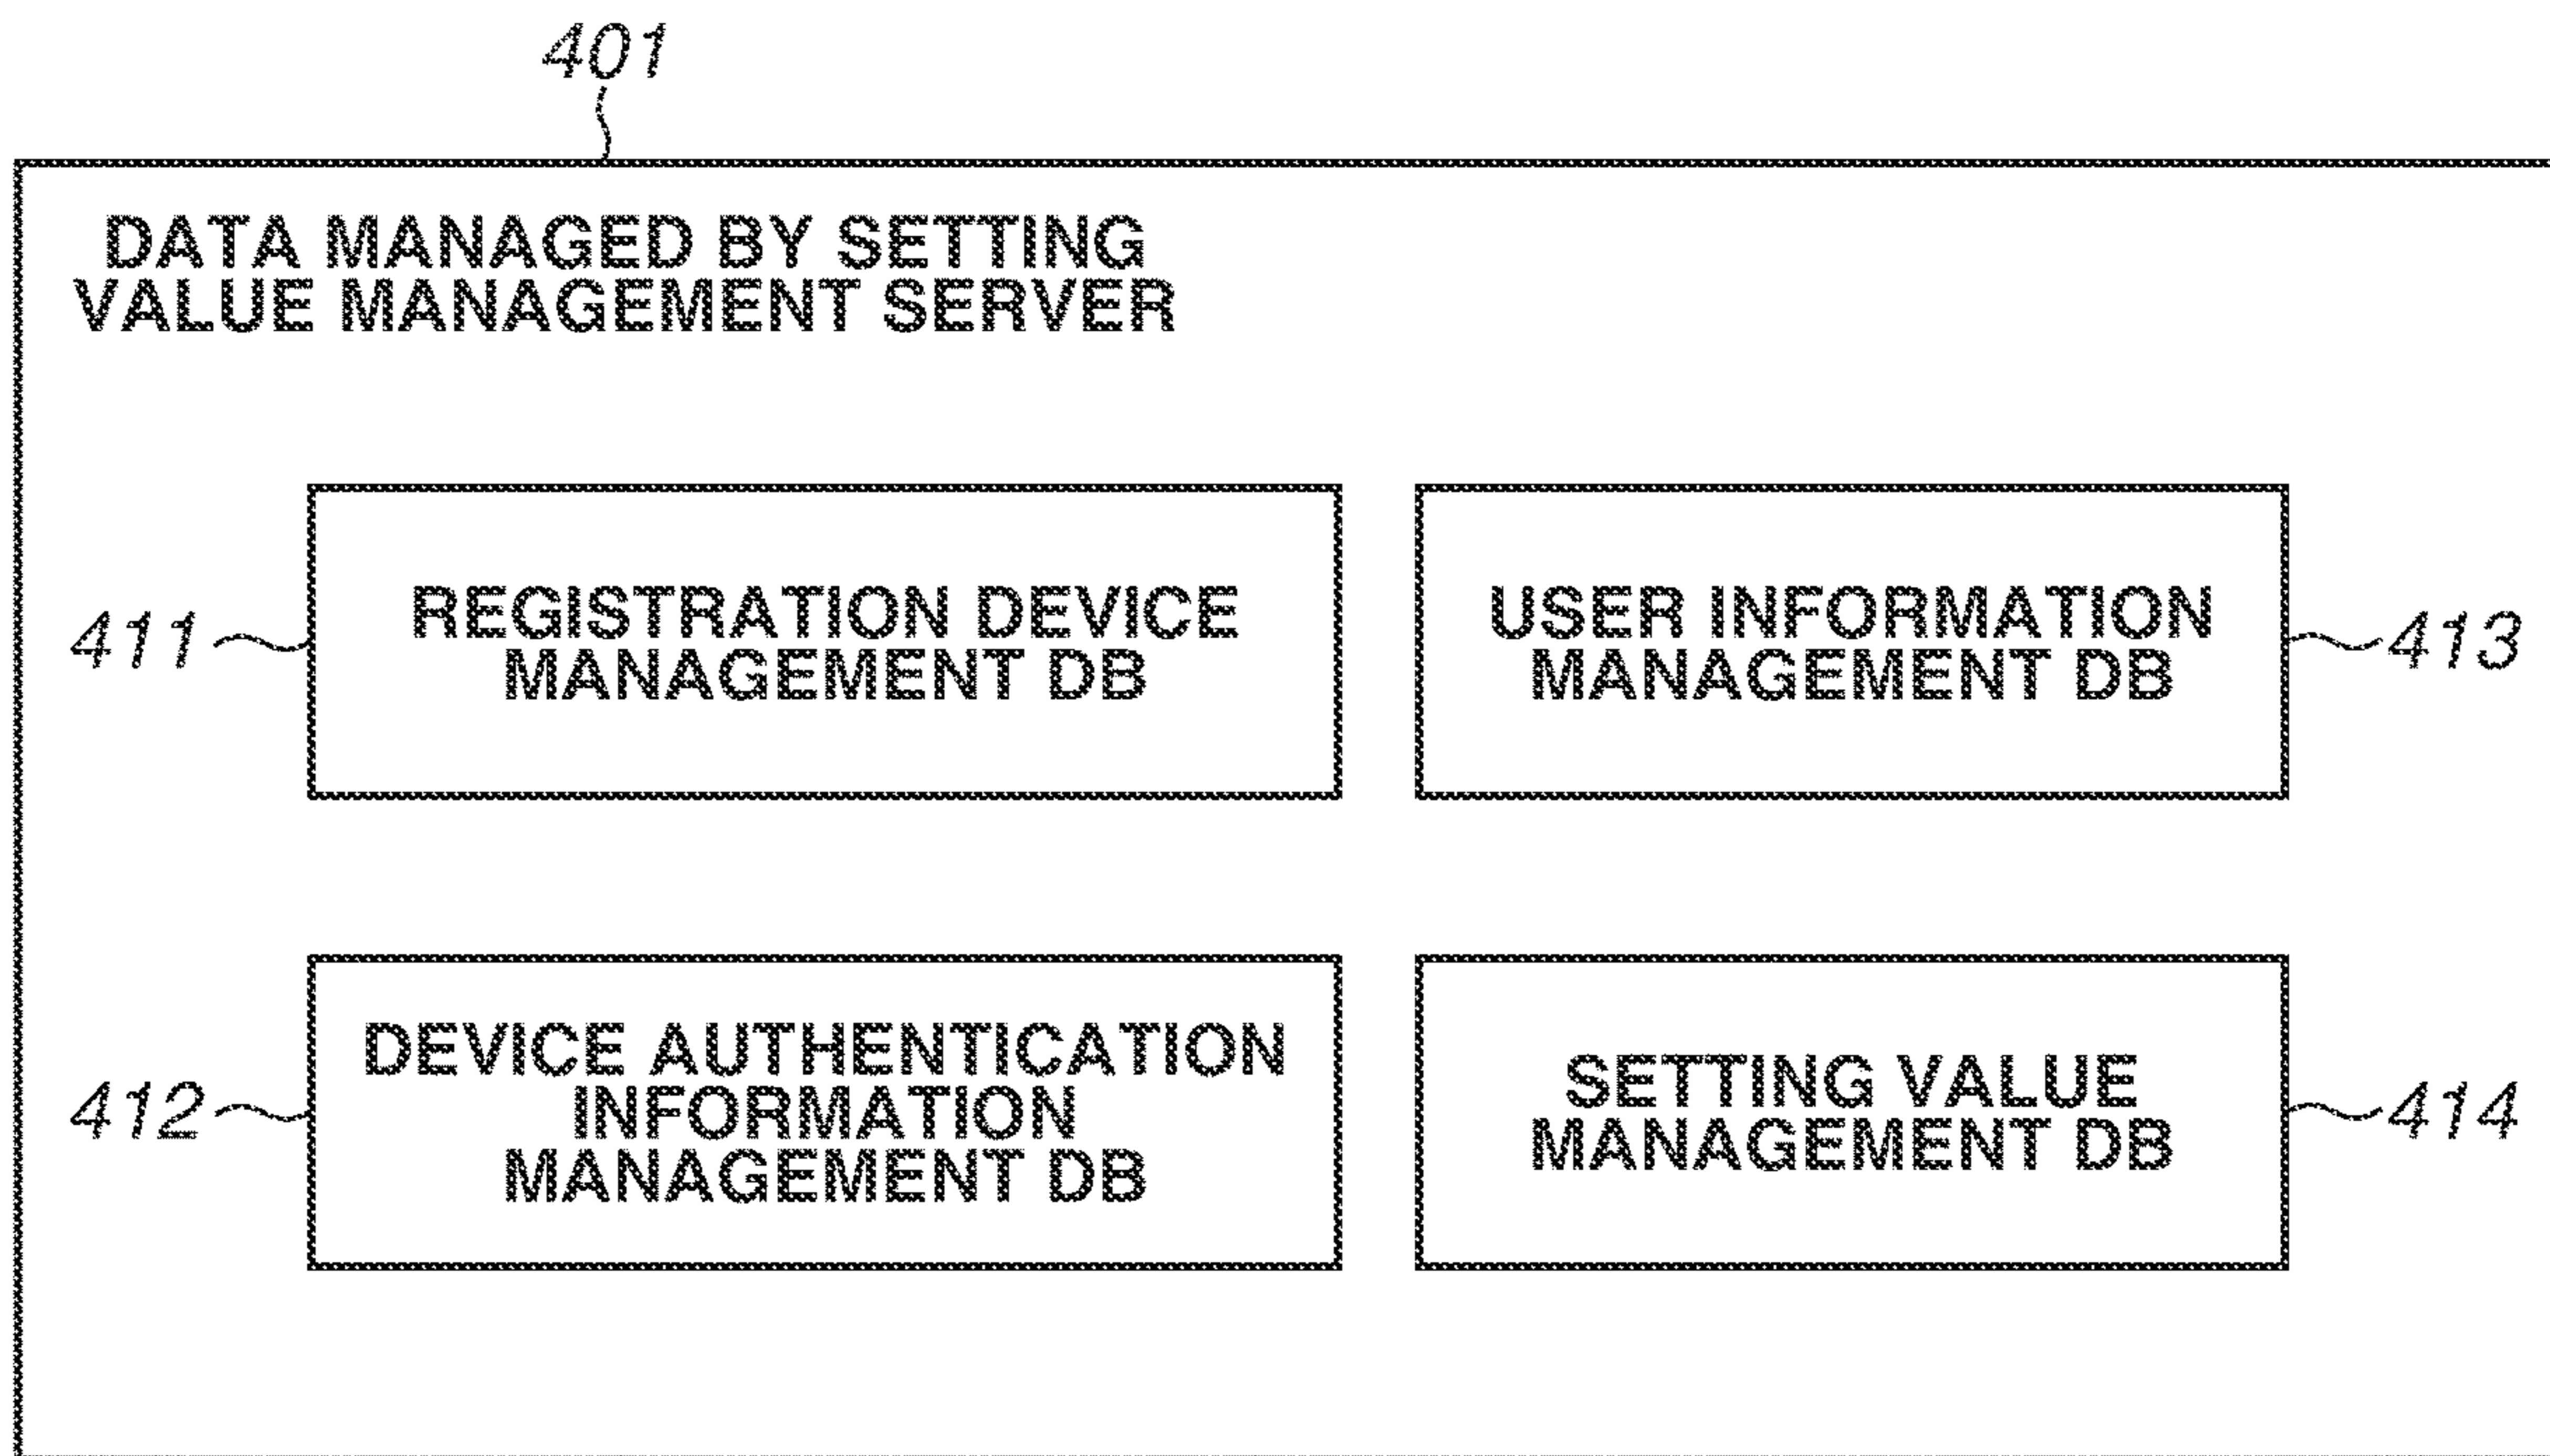 401
DATA MANAGED BY SETTING
VALUE MANAGEMENT SERVER
411
REGISTRATION DEVICE
MANAGEMENT DB
USER INFORMATION
MANAGEMENT DB
413
412
DEVICE AUTHENTICATION
INFORMATION
MANAGEMENT DB
SETTING VALUE
MANAGEMENT DB
414